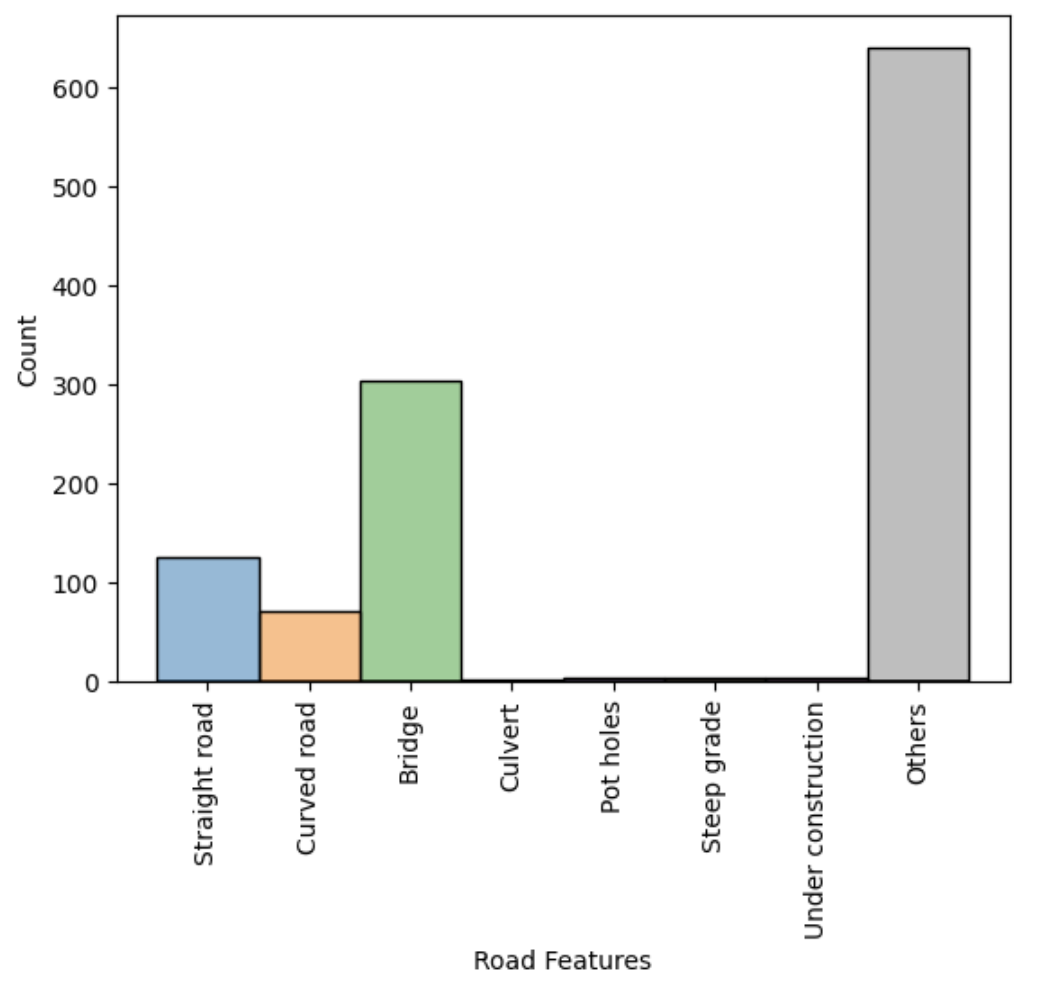 600
500
400
300
200
100
0
Count
Straight road
Curved road
Bridge
Culvert
Pot holes
Steep grade
Under construction
Others
Road Features